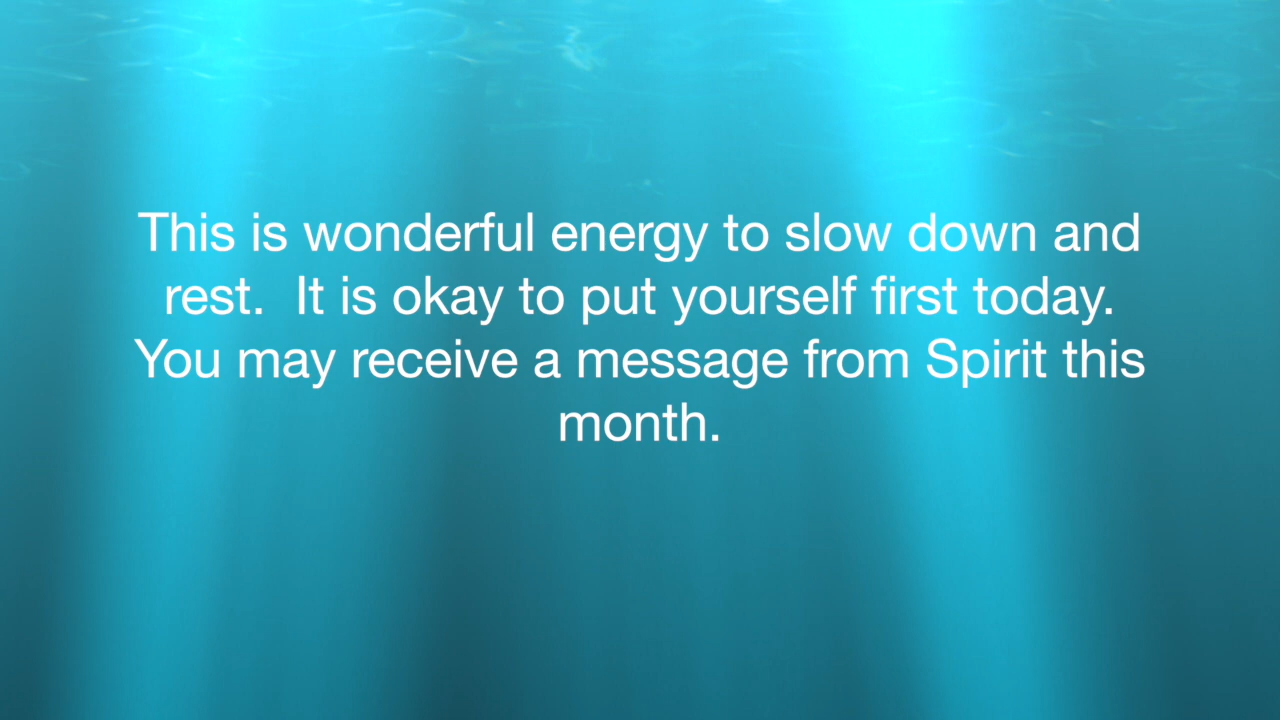 This is wonderful energy to slow down and
rest.  It is okay to put yourself first today.
You may receive a message from Spirit this
month.